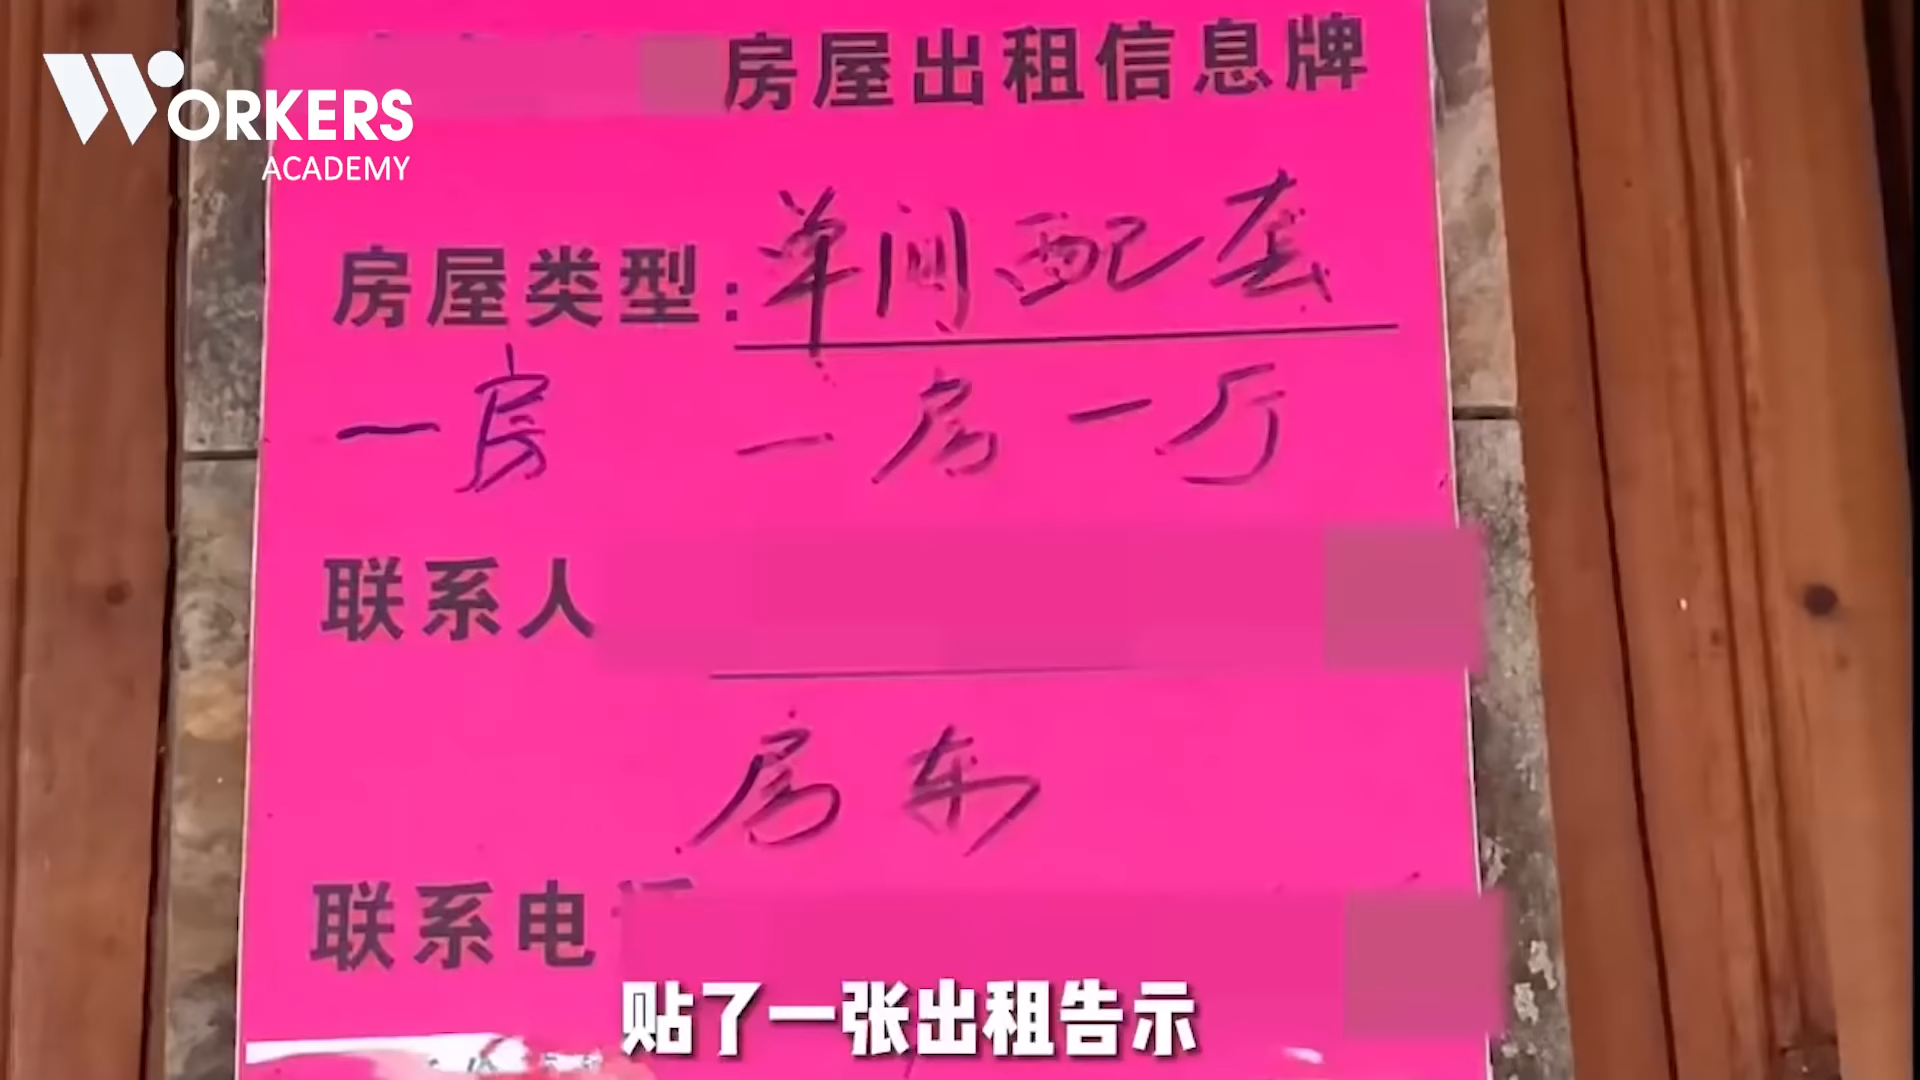 WORKERS
ACADEMY
房屋出租信息牌
房屋类型：单间配套
一房 一房一厅
联系人
房东
联系电
贴了一张出租告示